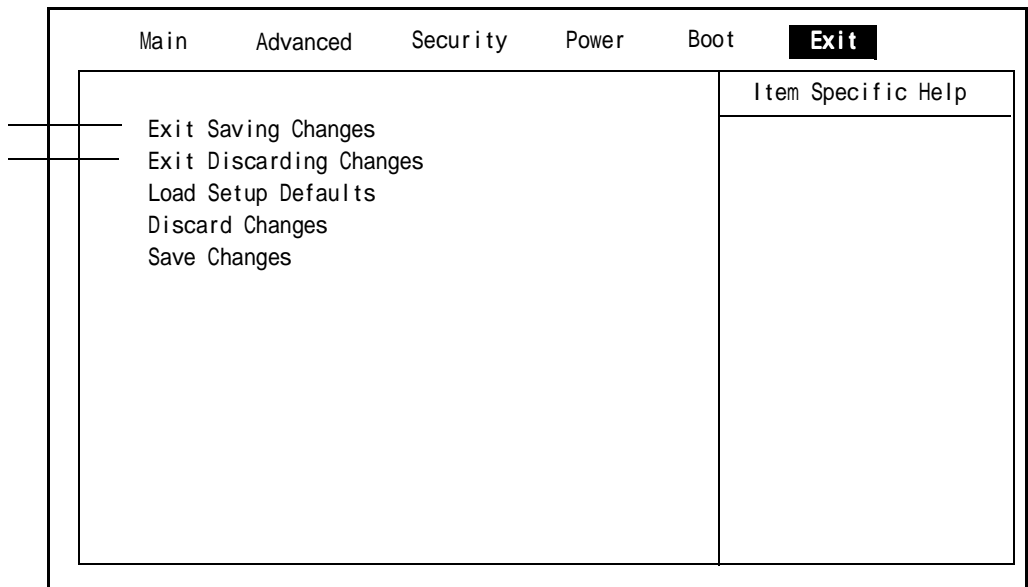 Main Advanced Security Power Boot Exit
Item Specific Help
Exit Saving Changes
Exit Discarding Changes
Load Setup Defaults
Discard Changes
Save Changes